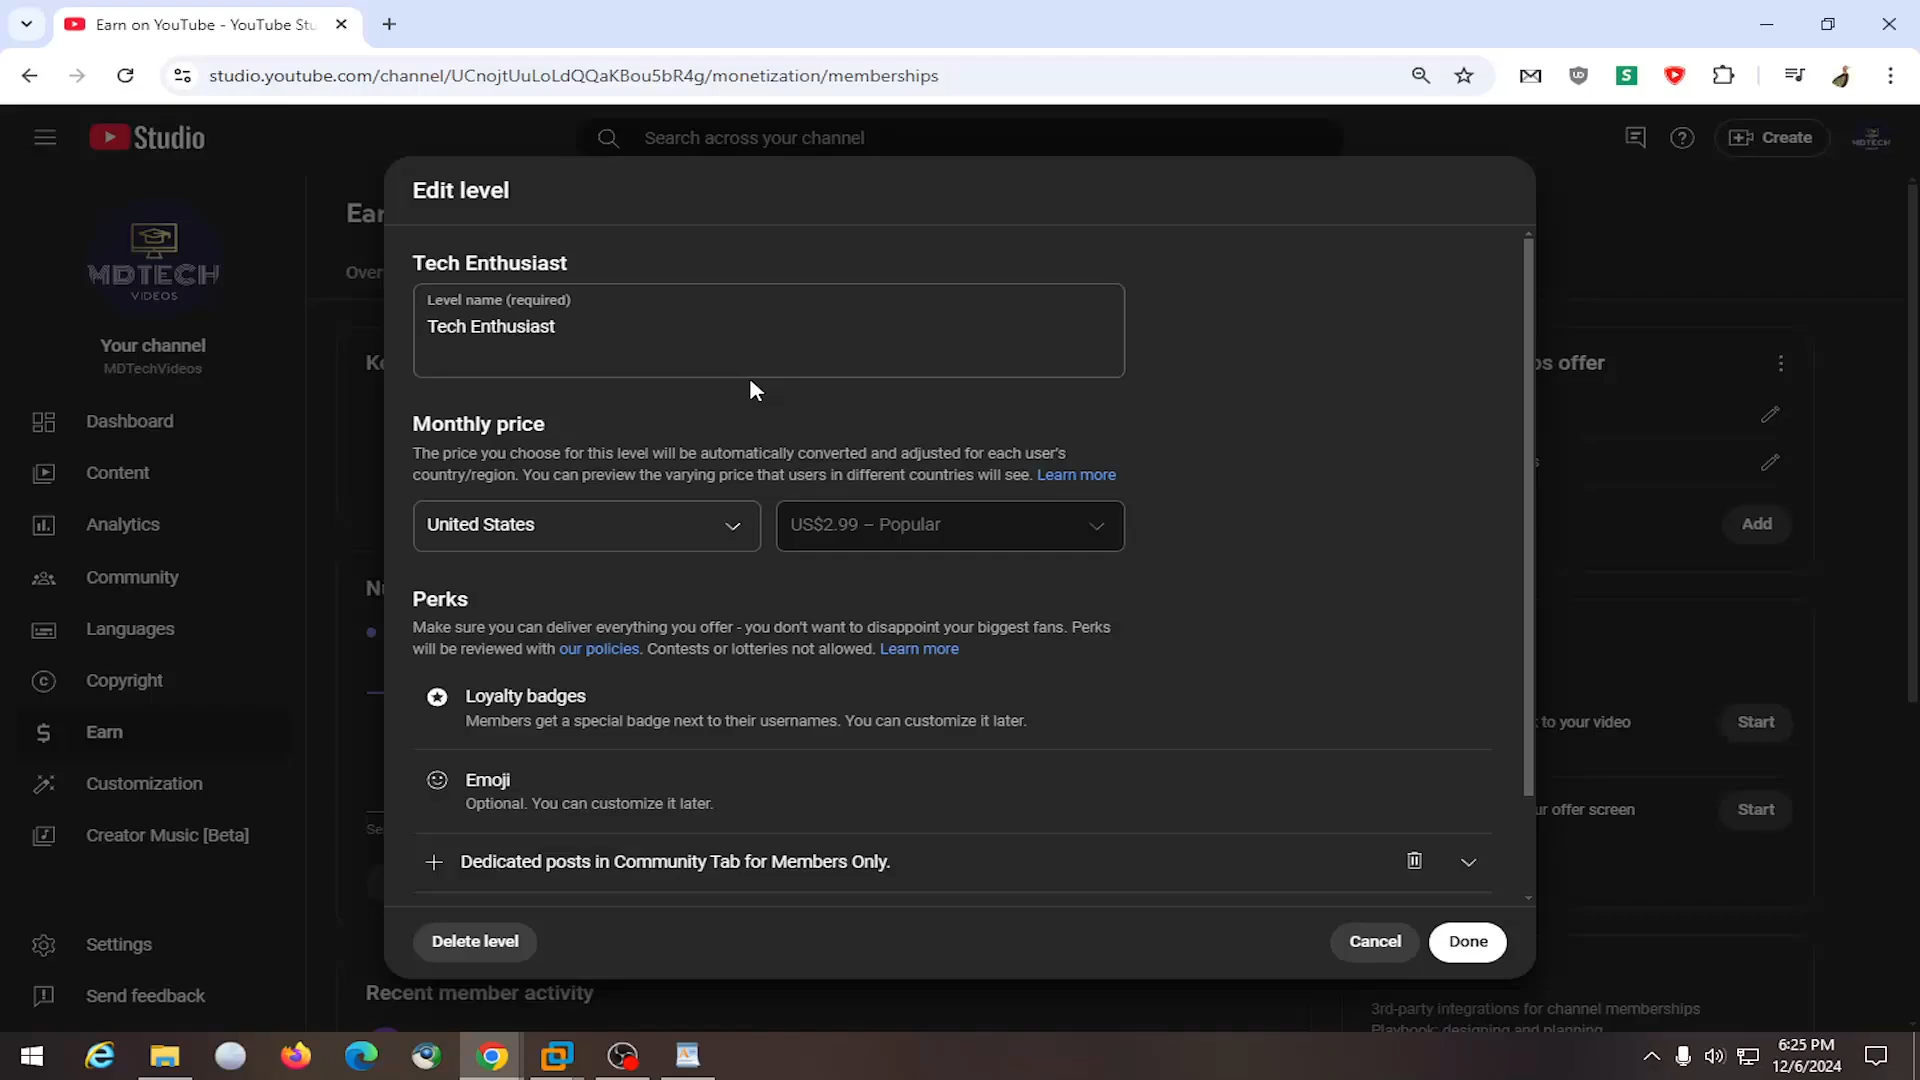 Earn on YouTube - YouTube Stu
studio.youtube.com/channel/UCnojtUuLoLdQQaKBou5bR4g/monetization/memberships
Studio
Search across your channel
Create
MDTECH
VIDEOS
Your channel
MDTechVideos
Dashboard
Content
Analytics
Community
Languages
Copyright
Earn
Customization
Creator Music [Beta]
Settings
Send feedback
Edit level
Tech Enthusiast
Level name (required)
Tech Enthusiast
Monthly price
The price you choose for this level will be automatically converted and adjusted for each user's
country/region. You can preview the varying price that users in different countries will see. Learn more
United States
US$2.99 – Popular
Perks
Make sure you can deliver everything you offer - you don't want to disappoint your biggest fans. Perks
will be reviewed with our policies. Contests or lotteries not allowed. Learn more
Loyalty badges
Members get a special badge next to their usernames. You can customize it later.
Emoji
Optional. You can customize it later.
Dedicated posts in Community Tab for Members Only.
Delete level
Cancel
Done
offer
Add
to your video
Start
offer screen
Start
Recent member activity
3rd-party integrations for channel memberships
Playbook: designing and planning
6:25 PM
12/6/2024